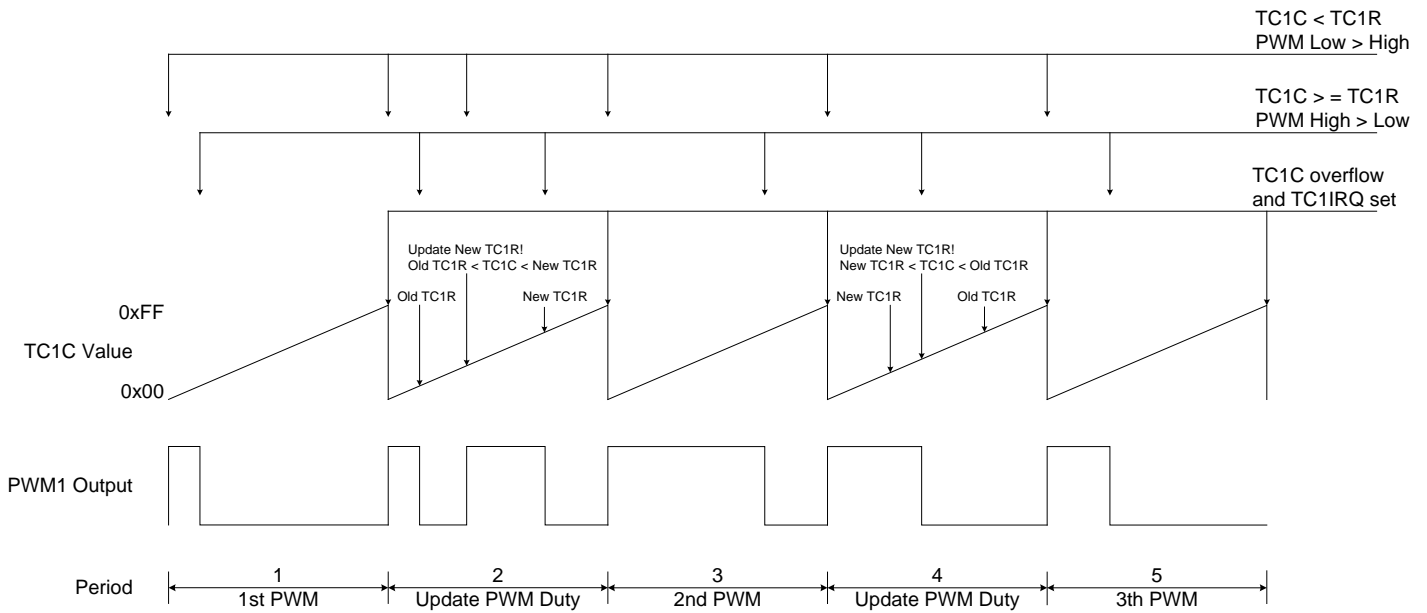 TC1C < TC1R
PWM Low > High
TC1C > = TC1R
PWM High > Low
TC1C overflow
and TC1IRQ set
Update New TC1R!
Old TC1R < TC1C < New TC1R
Update New TC1R!
New TC1R < TC1C < Old TC1R
Old TC1R
New TC1R
New TC1R
Old TC1R
0xFF
TC1C Value
0x00
PWM1 Output
Period
1
2
3
4
5
1st PWM
Update PWM Duty
2nd PWM
Update PWM Duty
3th PWM